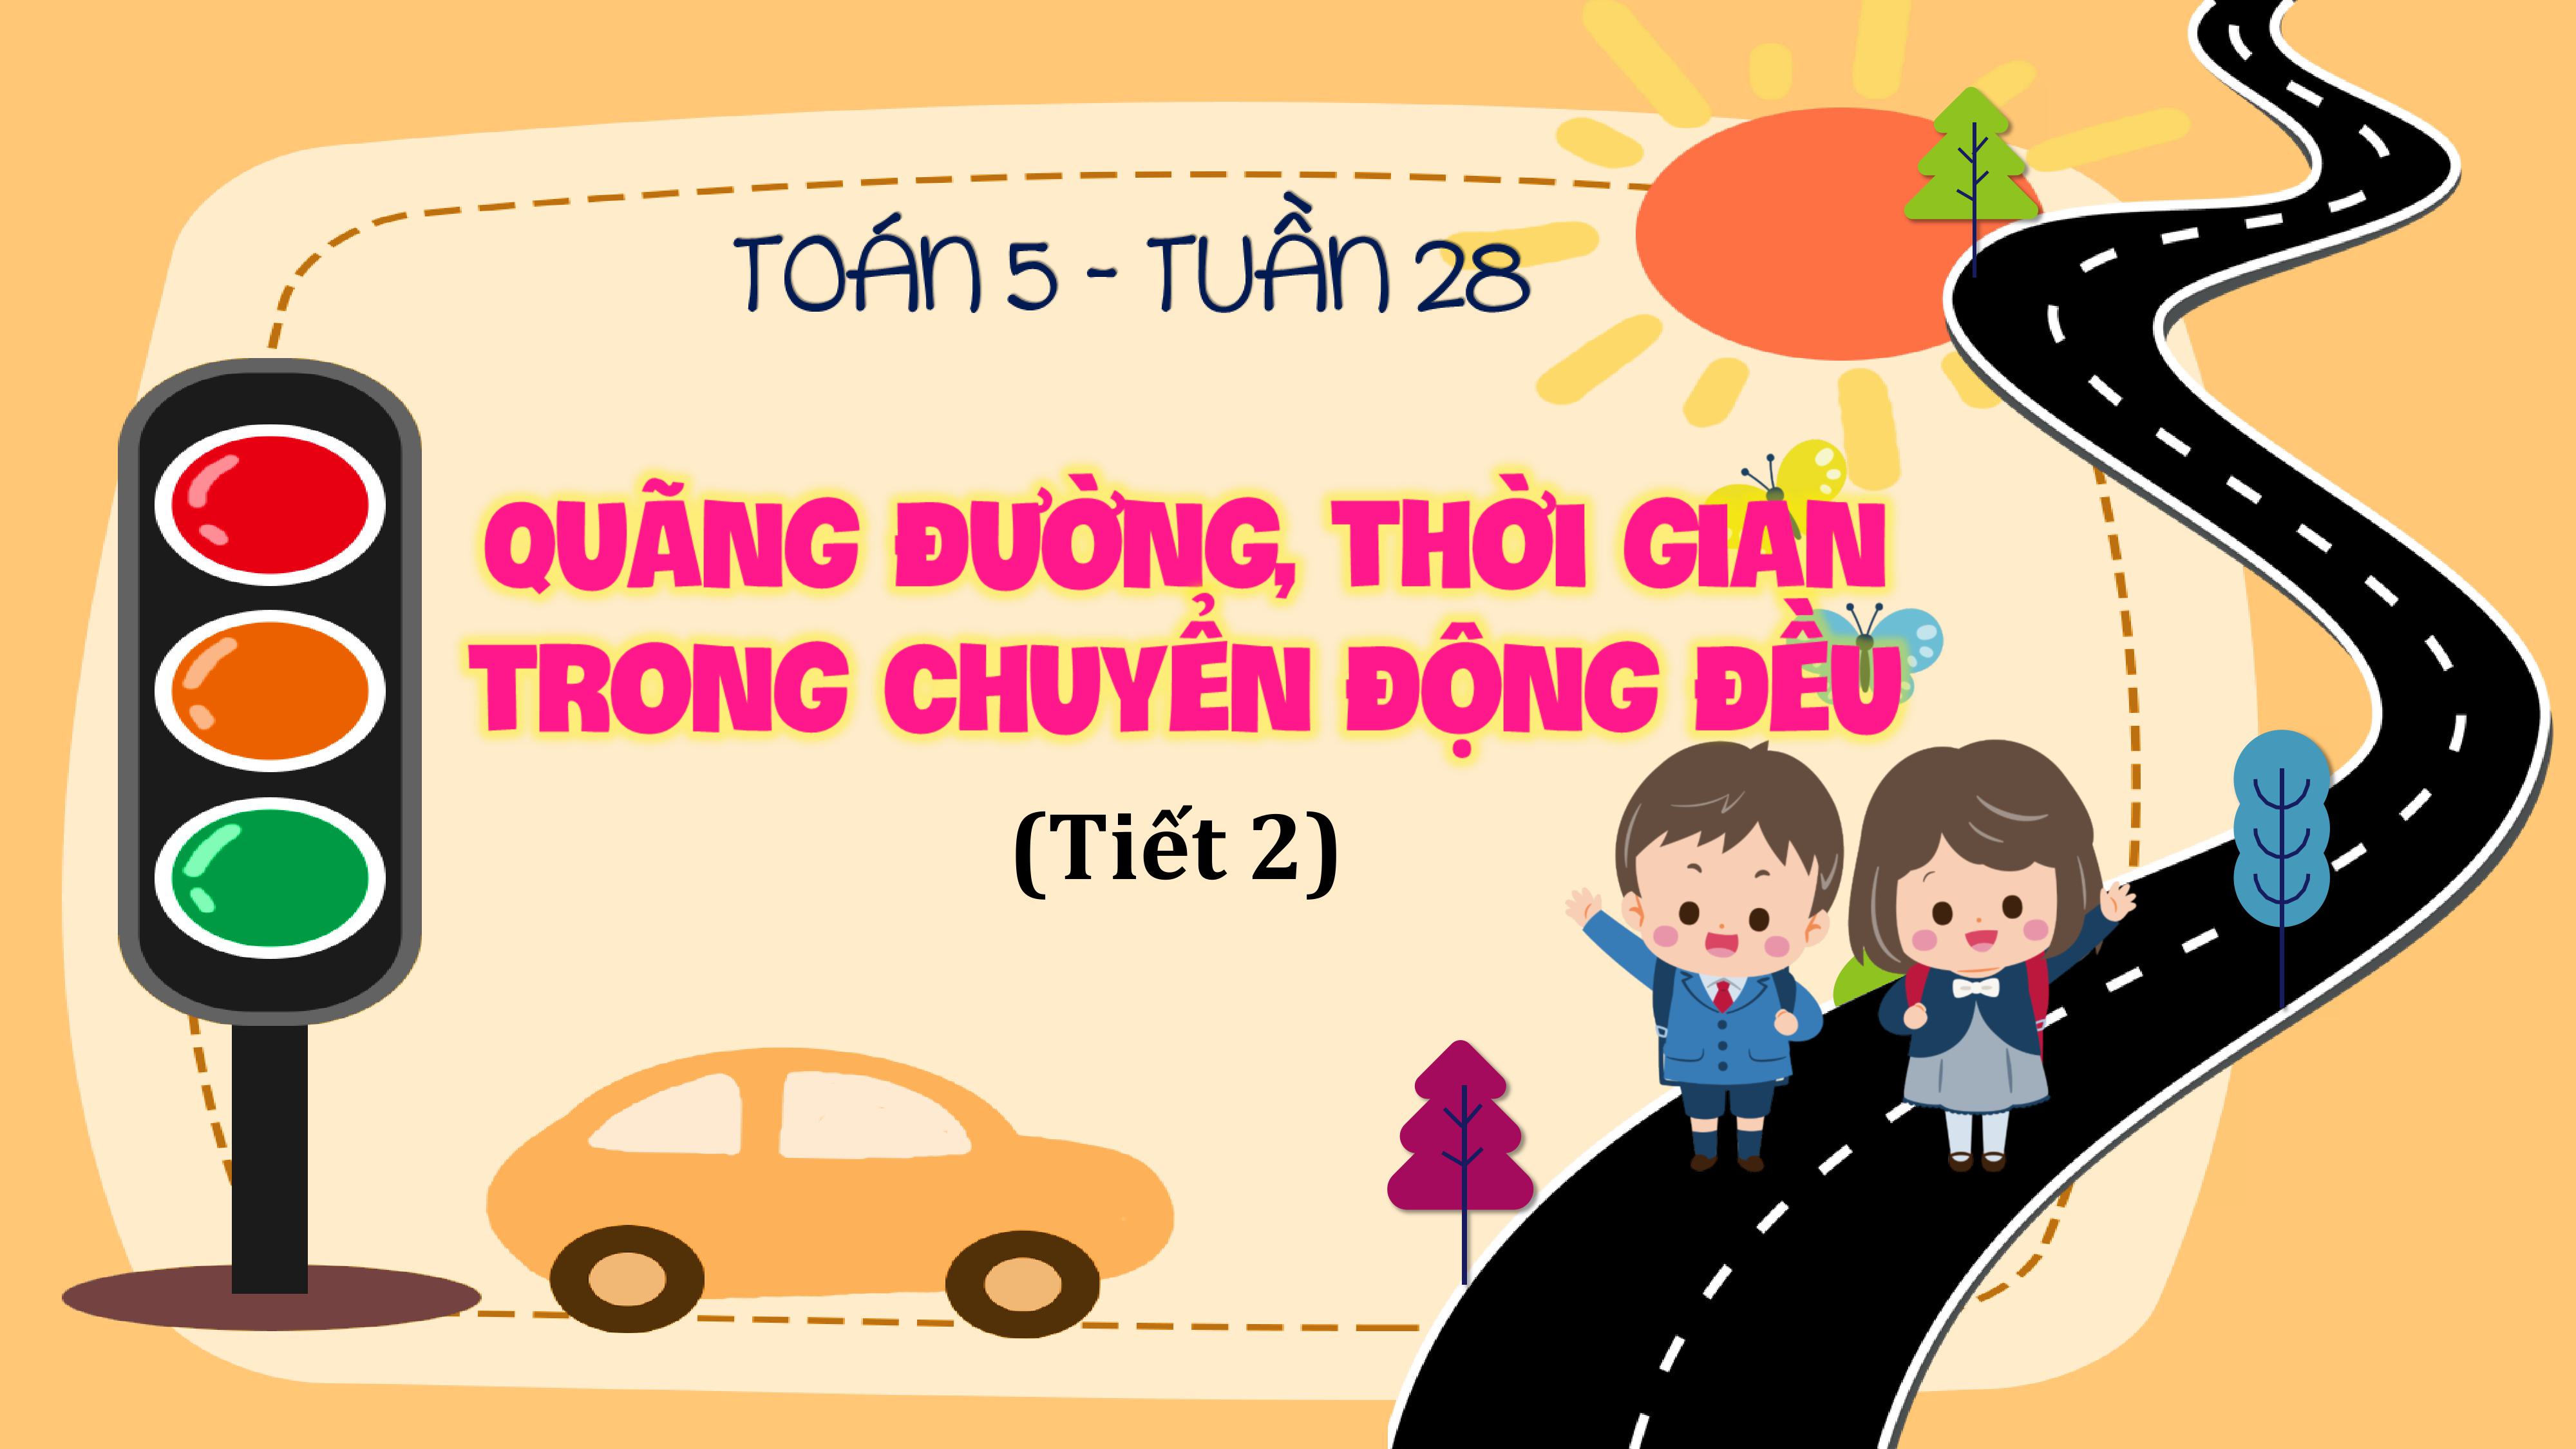 TOÁN 5 - TUẦN 28
QUÃNG ĐƯỜNG, THỜI GIAN
TRONG CHUYỂN ĐỘNG ĐỀU
(Tiết 2)